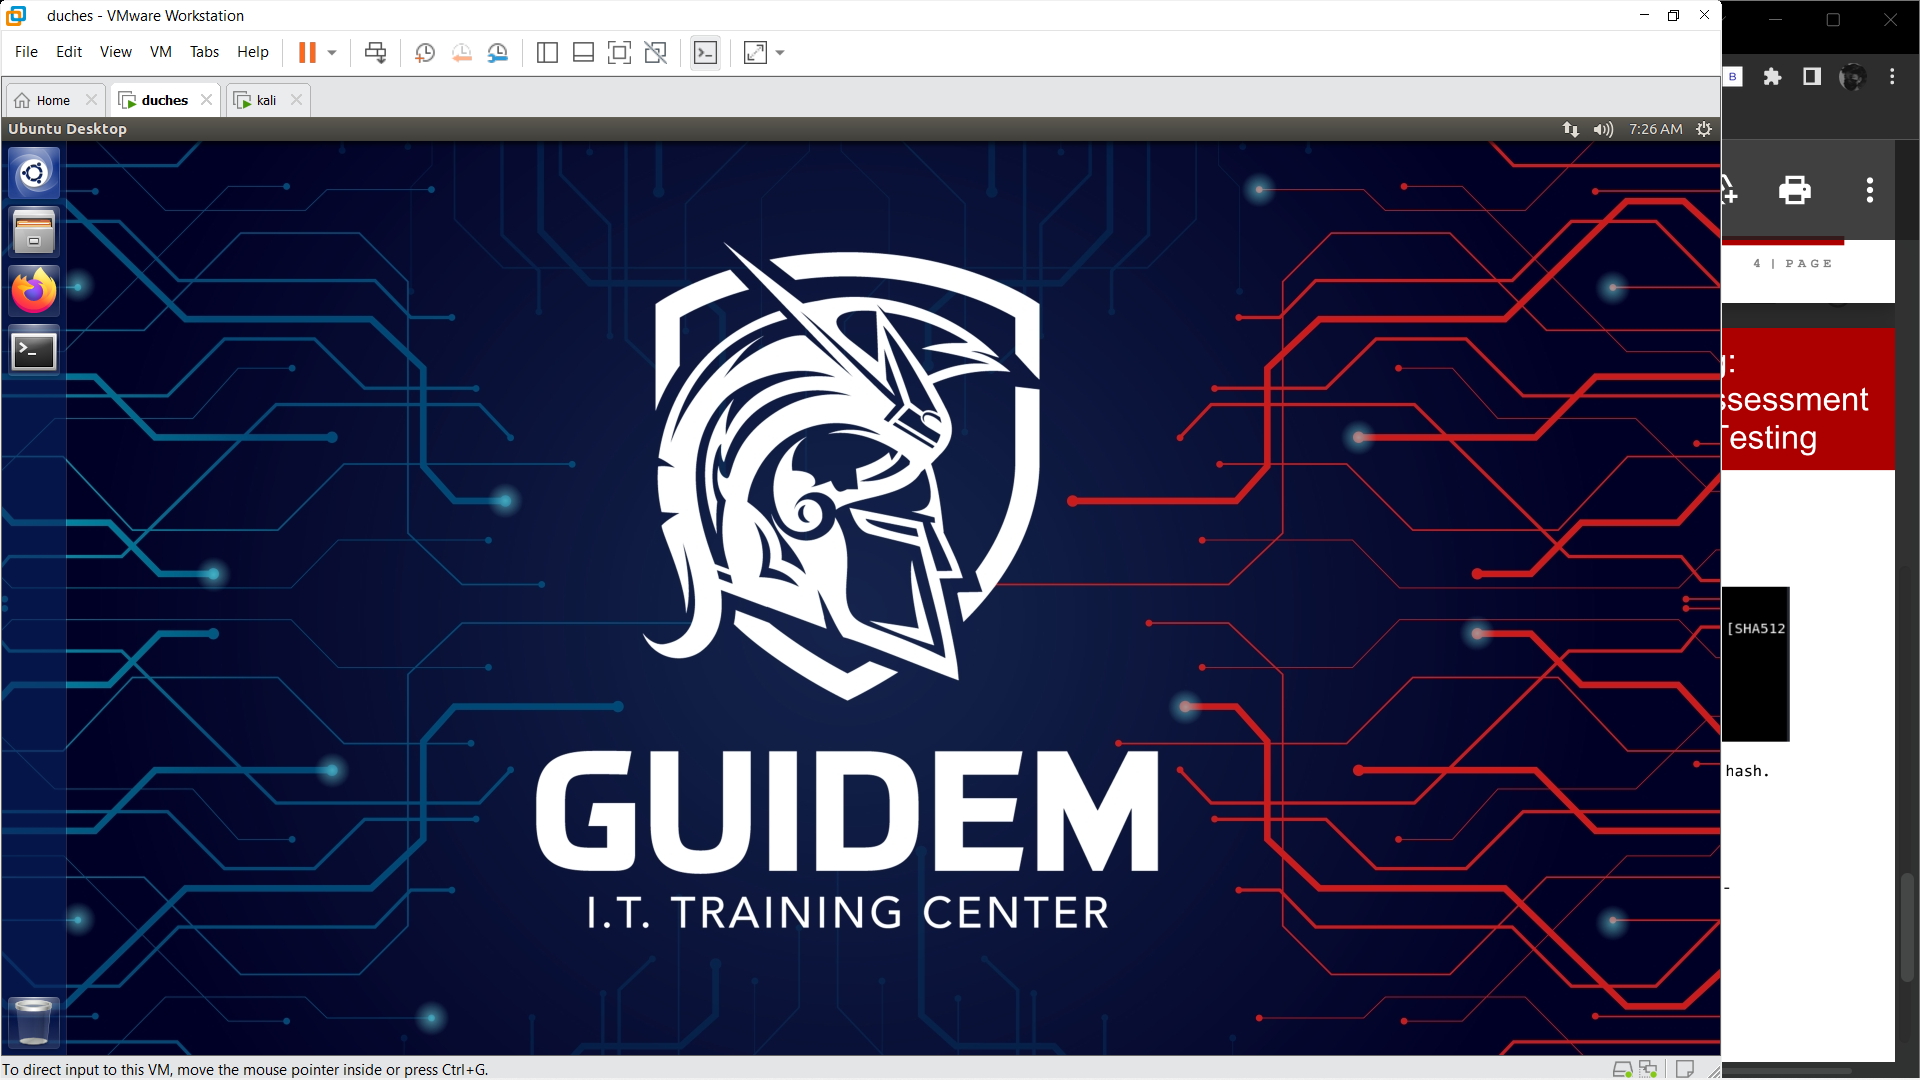 duches - VMware Workstation
File Edit View VM Tabs Help
Home duches kali
Ubuntu Desktop 7:26 AM
B
4 | PAGE
g:
ssessment
Testing
[SHA512
hash.
-
GUIDEM
I.T. TRAINING CENTER
To direct input to this VM, move the mouse pointer inside or press Ctrl+G.